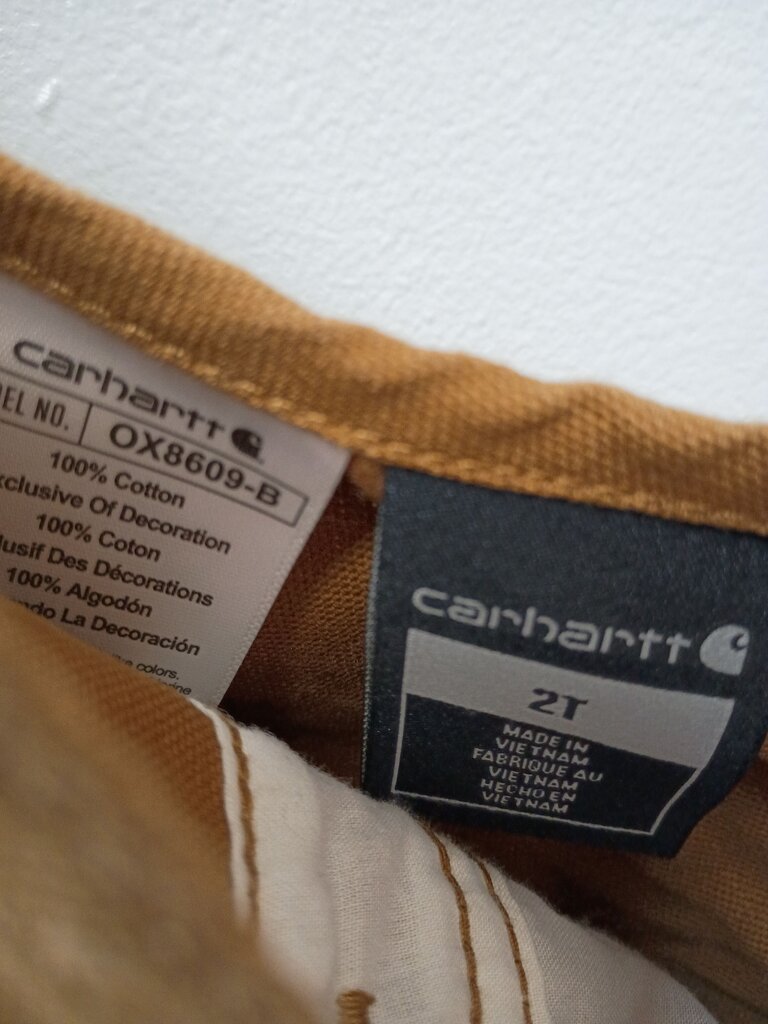 carhartt
EL NO. OX8609-B
100% Cotton
xclusive Of Decoration
100% Coton
lusif Des Décorations
100% Algodón
ndo La Decoración
colors.
carhartt
2T
MADE IN
VIETNAM
FABRIQUE AU
VIETNAM
HECHO EN
VIETNAM